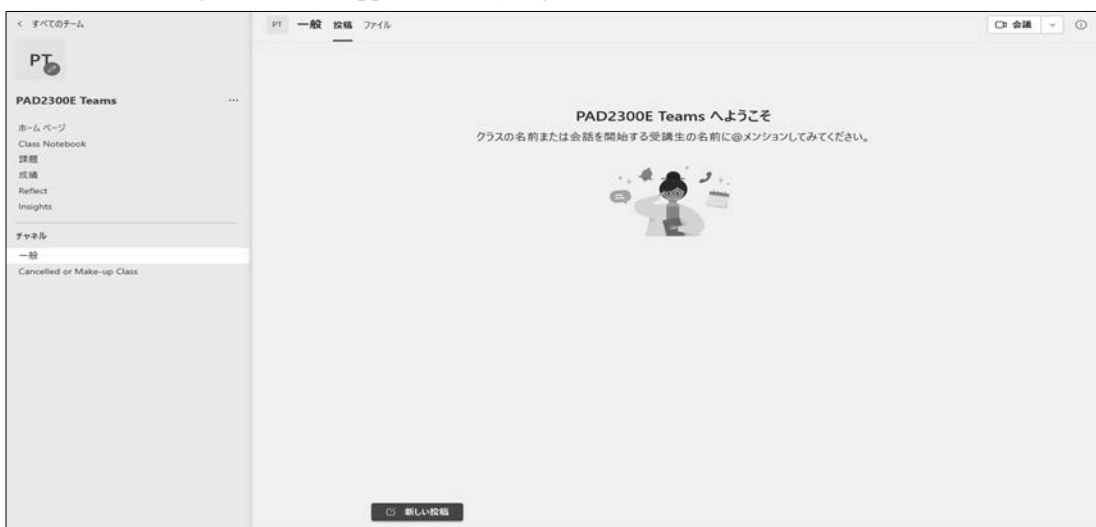 < すべてのチーム
PT 一般 投稿 ファイル
会議
PT
PAD2300E Teams ...
ホーム ページ
Class Notebook
課題
成績
Reflect
Insights
チャネル
一般
Cancelled or Make-up Class
PAD2300E Teams へようこそ
クラスの名前または会話を開始する受講生の名前に@メンションしてみてください。
新しい投稿